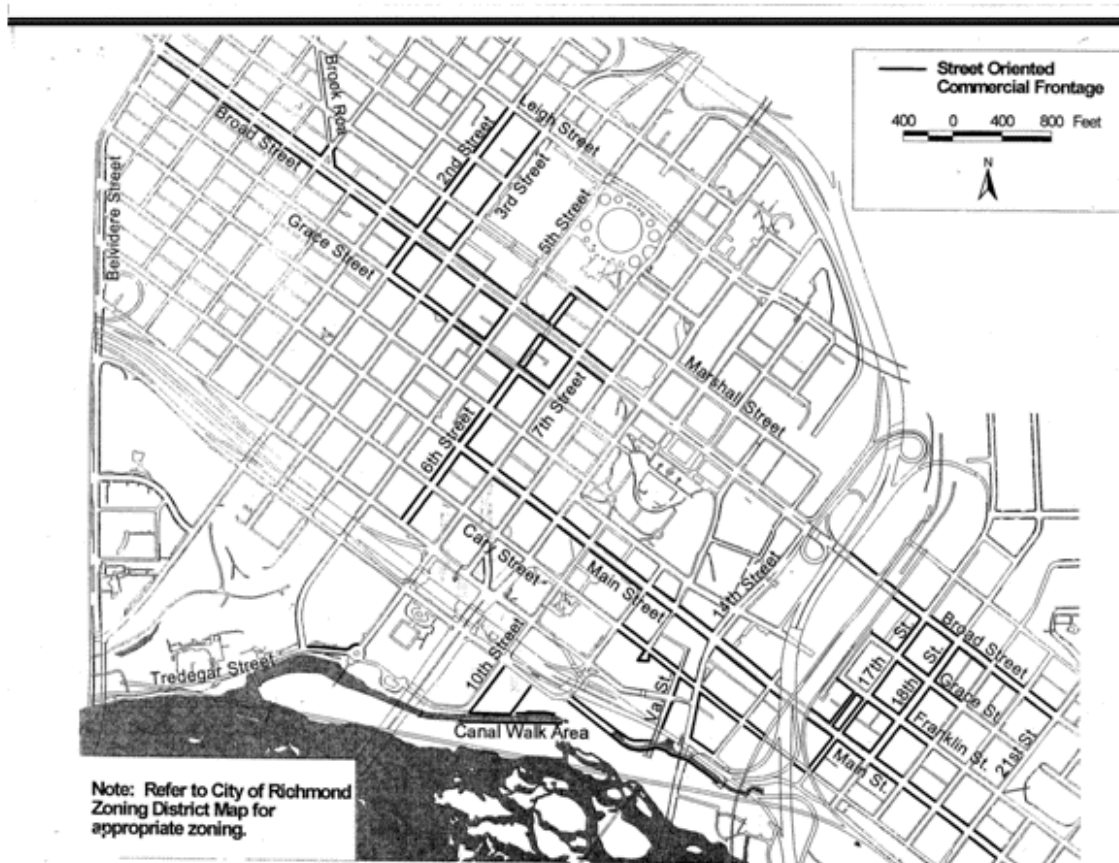 Street Oriented
Commercial Frontage
400 0 400 800 Feet
N
Brook Roa
Broad Street
Belvidere Street
2nd Street
Leigh Street
3rd Street
5th Street
Grace Street
Marshall Street
6th Street
7th Street
Cary Street
Main Street
14th Street
10th Street
Tredegar Street
Canal Walk Area
Va St.
17th
St.
18th
St.
Broad Street
Grace St.
Franklin St.
21st St
Main St.
Note: Refer to City of Richmond
Zoning District Map for
appropriate zoning.